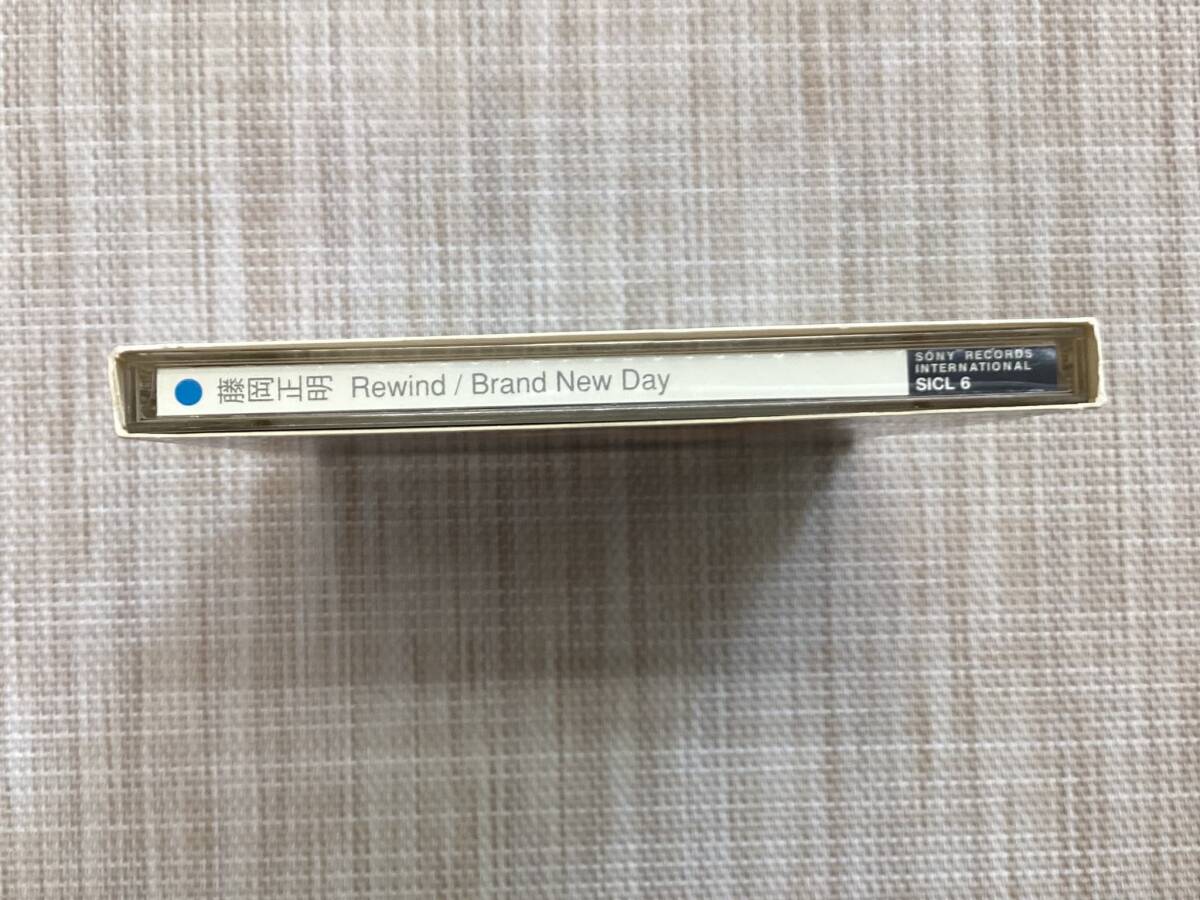 藤岡正明 Rewind / Brand New Day
SONY RECORDS
INTERNATIONAL
SICL 6